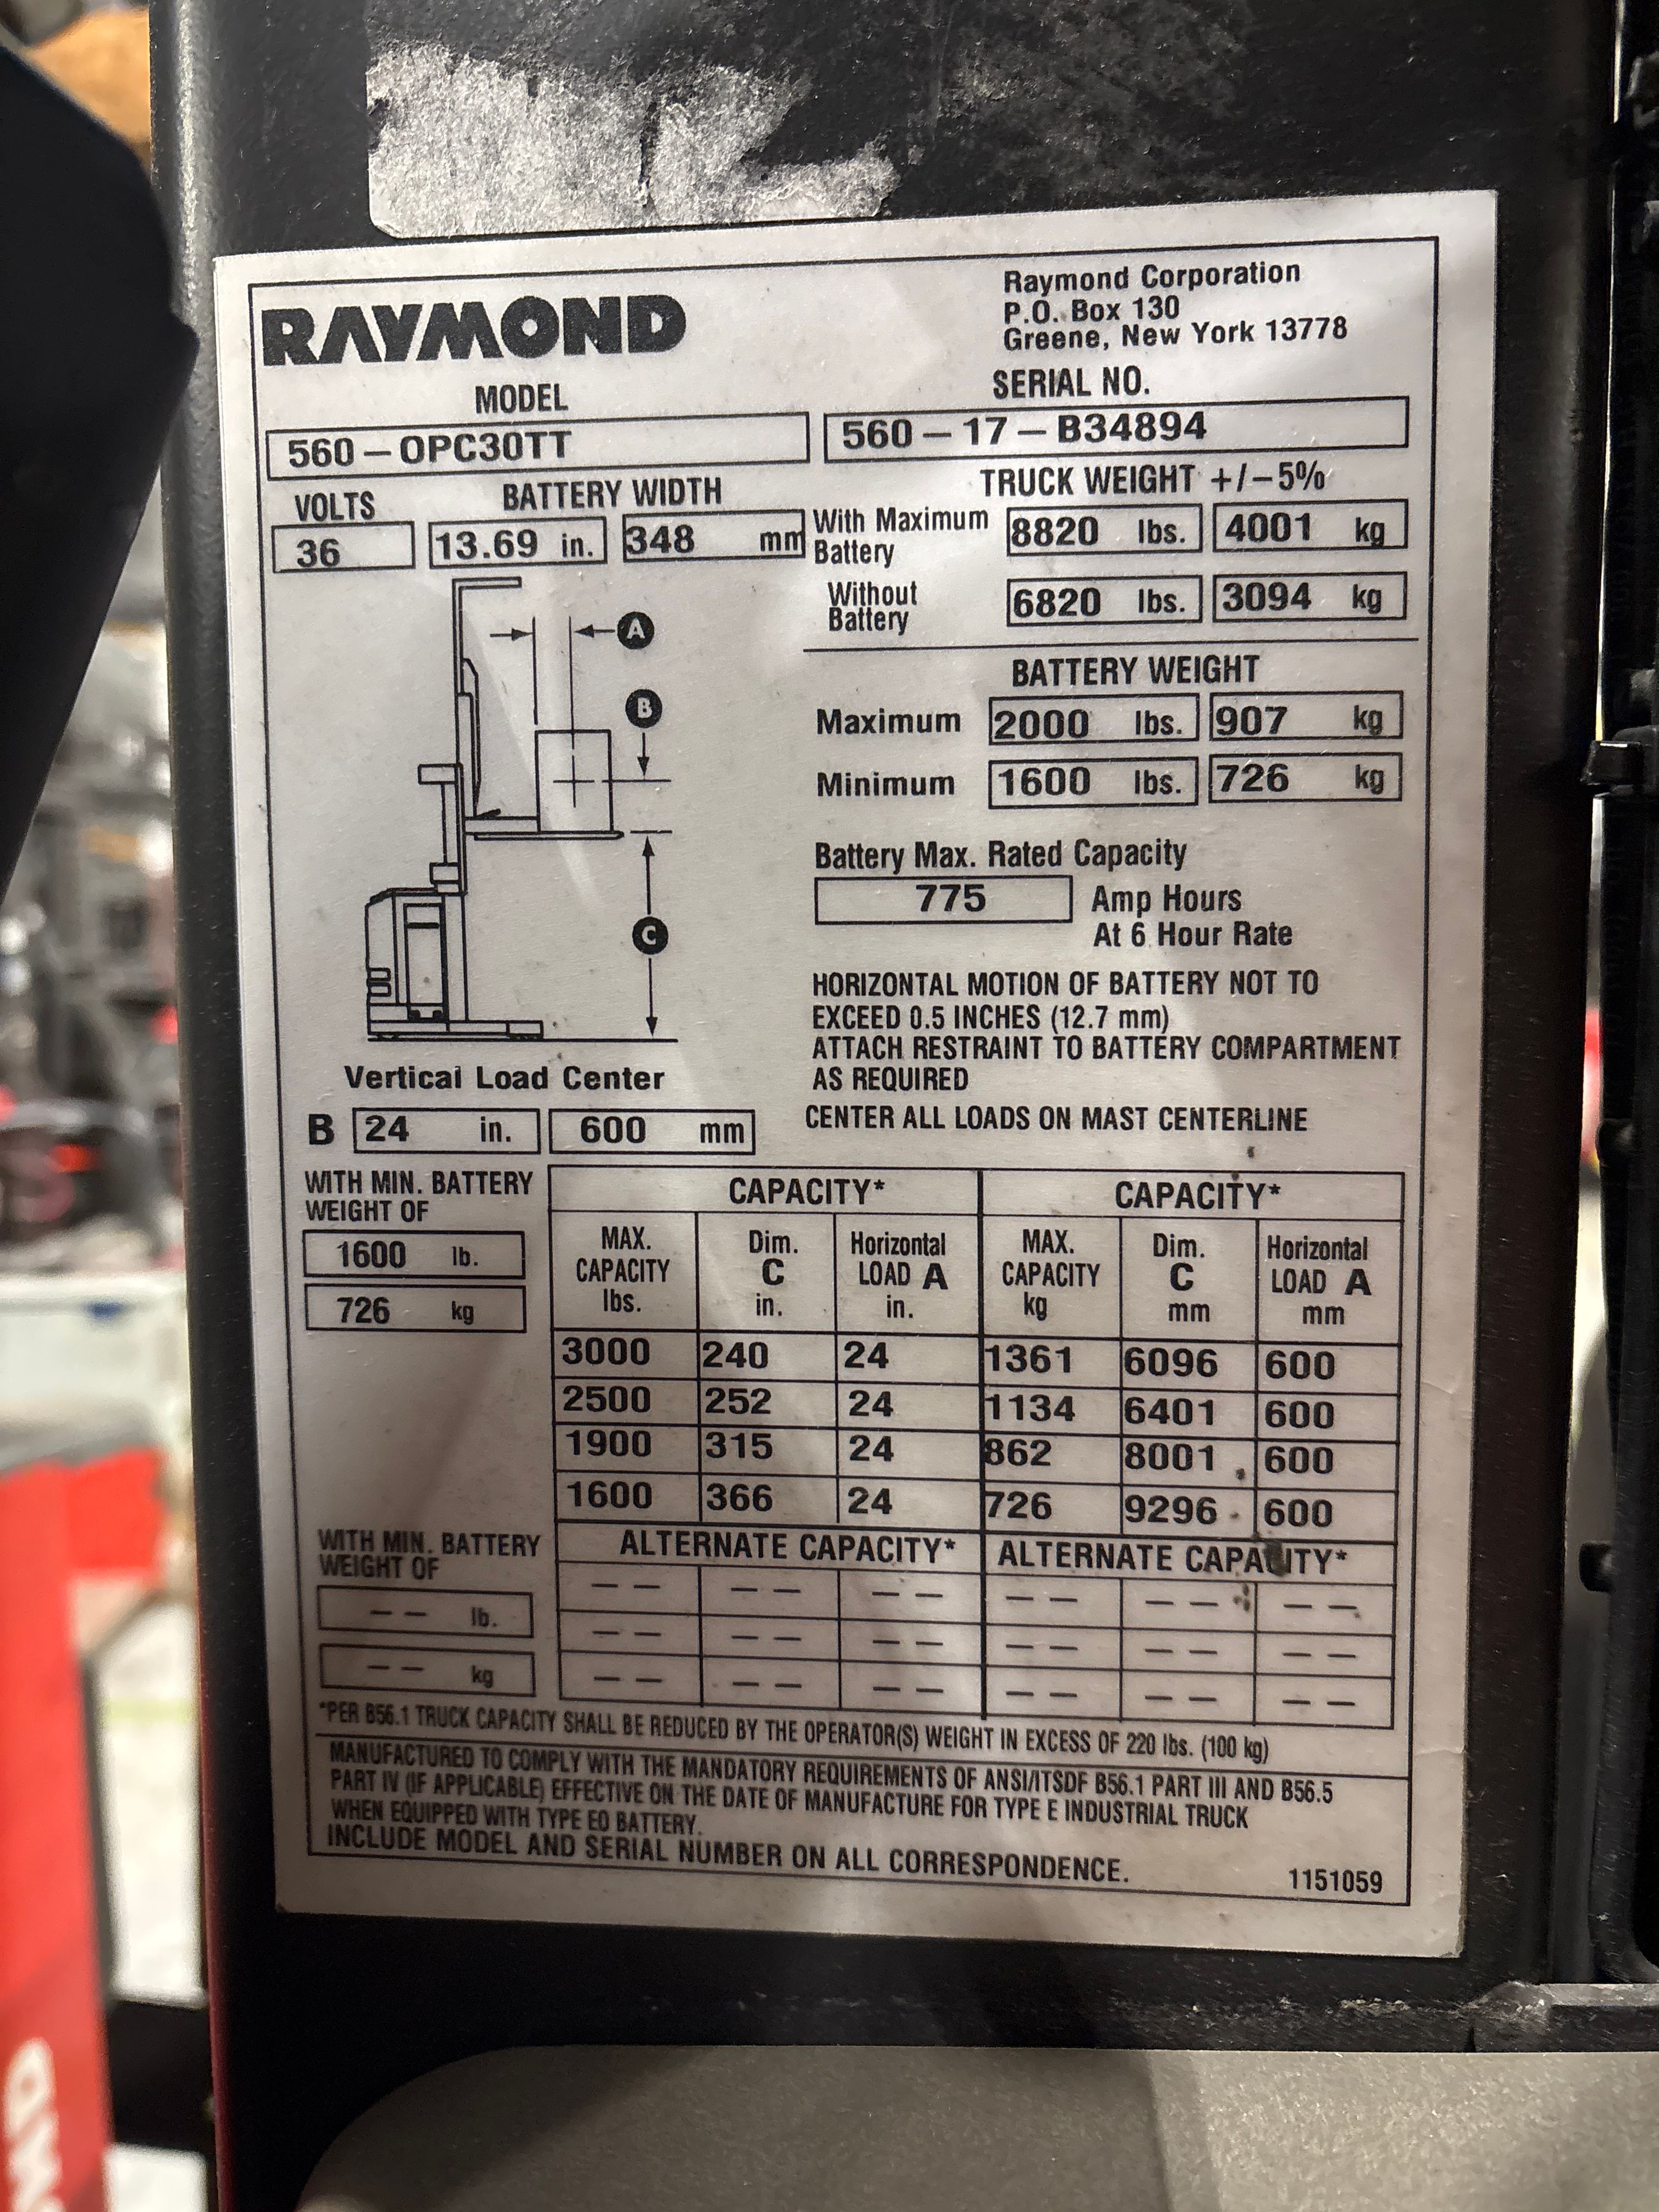 RAYMOND
Raymond Corporation
P.O. Box 130
Greene, New York 13778
MODEL
560-OPC30TT
SERIAL NO.
560-17-B34894
VOLTS
36
BATTERY WIDTH
13.69 in. 348 mm
TRUCK WEIGHT +/-5%
With Maximum
Battery
8820 lbs. 4001 kg
Without
Battery
6820 lbs. 3094 kg
BATTERY WEIGHT
Maximum 2000 lbs. 907 kg
Minimum 1600 lbs. 726 kg
Battery Max. Rated Capacity
775 Amp Hours
At 6 Hour Rate
HORIZONTAL MOTION OF BATTERY NOT TO
EXCEED 0.5 INCHES (12.7 mm)
ATTACH RESTRAINT TO BATTERY COMPARTMENT
AS REQUIRED
CENTER ALL LOADS ON MAST CENTERLINE
A
B
C
Vertical Load Center
B 24 in. 600 mm
WITH MIN. BATTERY
WEIGHT OF
1600 lb.
726 kg
CAPACITY* CAPACITY*
MAX. CAPACITY lbs. Dim. C in. Horizontal LOAD A in. MAX. CAPACITY kg Dim. C mm Horizontal LOAD A mm
3000 240 24 1361 6096 600
2500 252 24 1134 6401 600
1900 315 24 862 8001 600
1600 366 24 726 9296 600
WITH MIN. BATTERY
WEIGHT OF
-- lb.
-- kg
ALTERNATE CAPACITY* ALTERNATE CAPACITY*
-- -- -- -- -- --
-- -- -- -- -- --
-- -- -- -- -- --
*PER B56.1 TRUCK CAPACITY SHALL BE REDUCED BY THE OPERATOR(S) WEIGHT IN EXCESS OF 220 lbs. (100 kg)
MANUFACTURED TO COMPLY WITH THE MANDATORY REQUIREMENTS OF ANSI/ITSDF B56.1 PART III AND B56.5
PART IV (IF APPLICABLE) EFFECTIVE ON THE DATE OF MANUFACTURE FOR TYPE E INDUSTRIAL TRUCK
WHEN EQUIPPED WITH TYPE EO BATTERY.
INCLUDE MODEL AND SERIAL NUMBER ON ALL CORRESPONDENCE.
1151059